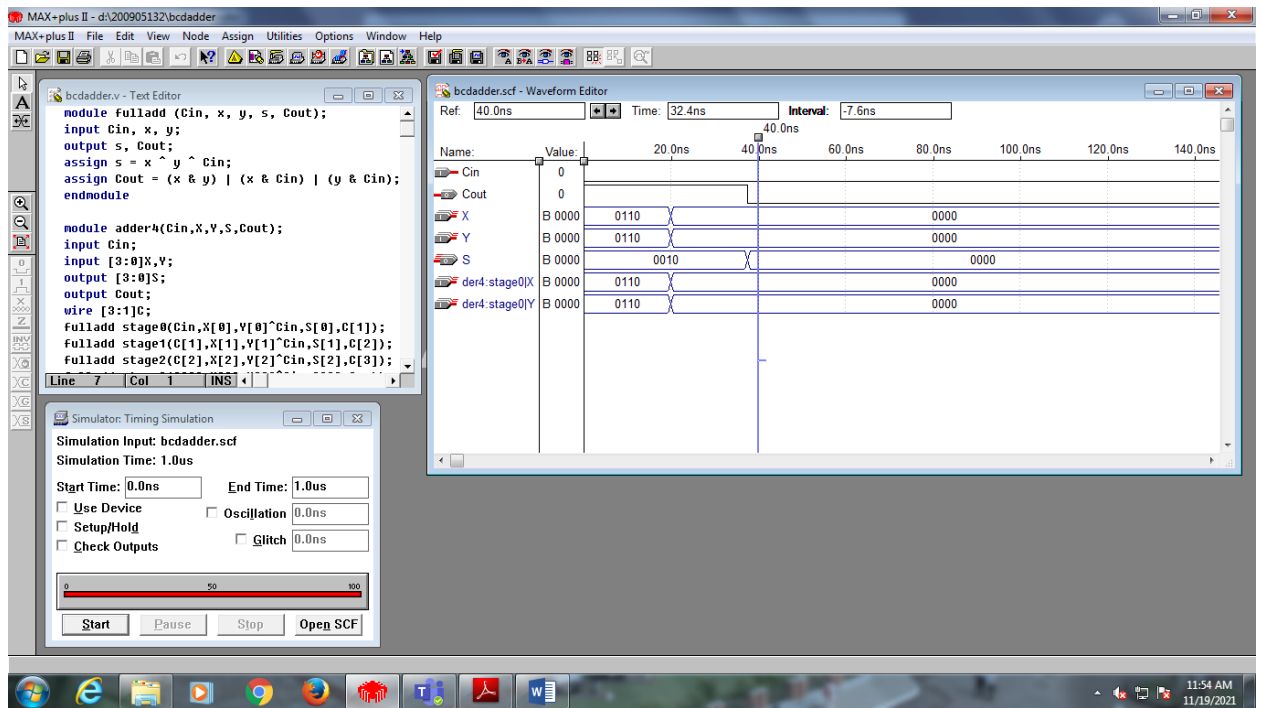 MAX+plus II - d:\200905132\bcdadder
MAX+plus II File Edit View Node Assign Utilities Options Window Help
bcdadder.v - Text Editor
module fulladd (Cin, x, y, s, Cout);
input Cin, x, y;
output s, Cout;
assign s = x ^ y ^ Cin;
assign Cout = (x & y) | (x & Cin) | (y & Cin);
endmodule
module adder4(Cin,X,Y,S,Cout);
input Cin;
input [3:0]X,Y;
output [3:0]S;
output Cout;
wire [3:1]C;
fulladd stage0(Cin,X[0],Y[0]^Cin,S[0],C[1]);
fulladd stage1(C[1],X[1],Y[1]^Cin,S[1],C[2]);
fulladd stage2(C[2],X[2],Y[2]^Cin,S[2],C[3]);
Line 7 Col 1 INS
bcdadder.scf - Waveform Editor
Ref: 40.0ns Time: 32.4ns Interval: -7.6ns
40.0ns
Name: Value: 20.0ns 40.0ns 60.0ns 80.0ns 100.0ns 120.0ns 140.0ns
Cin 0
Cout 0
X B 0000 0110 0000
Y B 0000 0110 0000
S B 0000 0010 0000
der4:stage0|X B 0000 0110 0000
der4:stage0|Y B 0000 0110 0000
Simulator: Timing Simulation
Simulation Input: bcdadder.scf
Simulation Time: 1.0us
Start Time: 0.0ns End Time: 1.0us
Use Device Oscillation 0.0ns
Setup/Hold
Glitch 0.0ns
Check Outputs
0 50 100
Start Pause Stop Open SCF
11:54 AM
11/19/2021